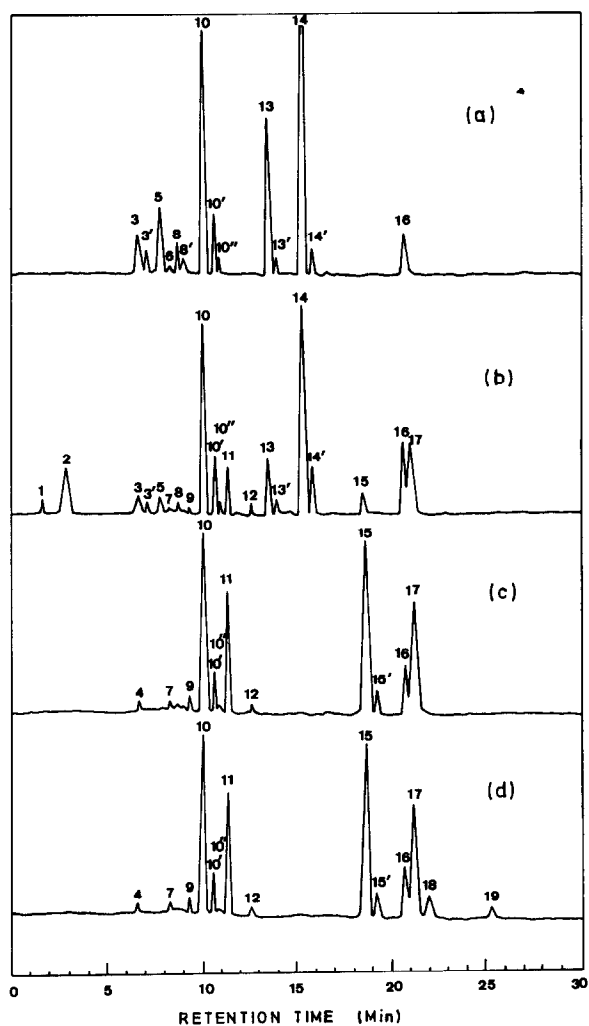 10 14
13
(a)
5
3 10' 16
3' 8
6 8' 10" 13' 14'
14
10
(b)
10"
10' 11 13 14' 16 17
2
1 3 3' 5 7 8 9 12 13' 15
10 15
11 17
(c)
10"
10' 16
4 7 9 12 15'
10 15
11 17
(d)
10"
10' 16
4 7 9 12 15' 18 19
0 5 10 15 20 25 30
RETENTION TIME (Min)